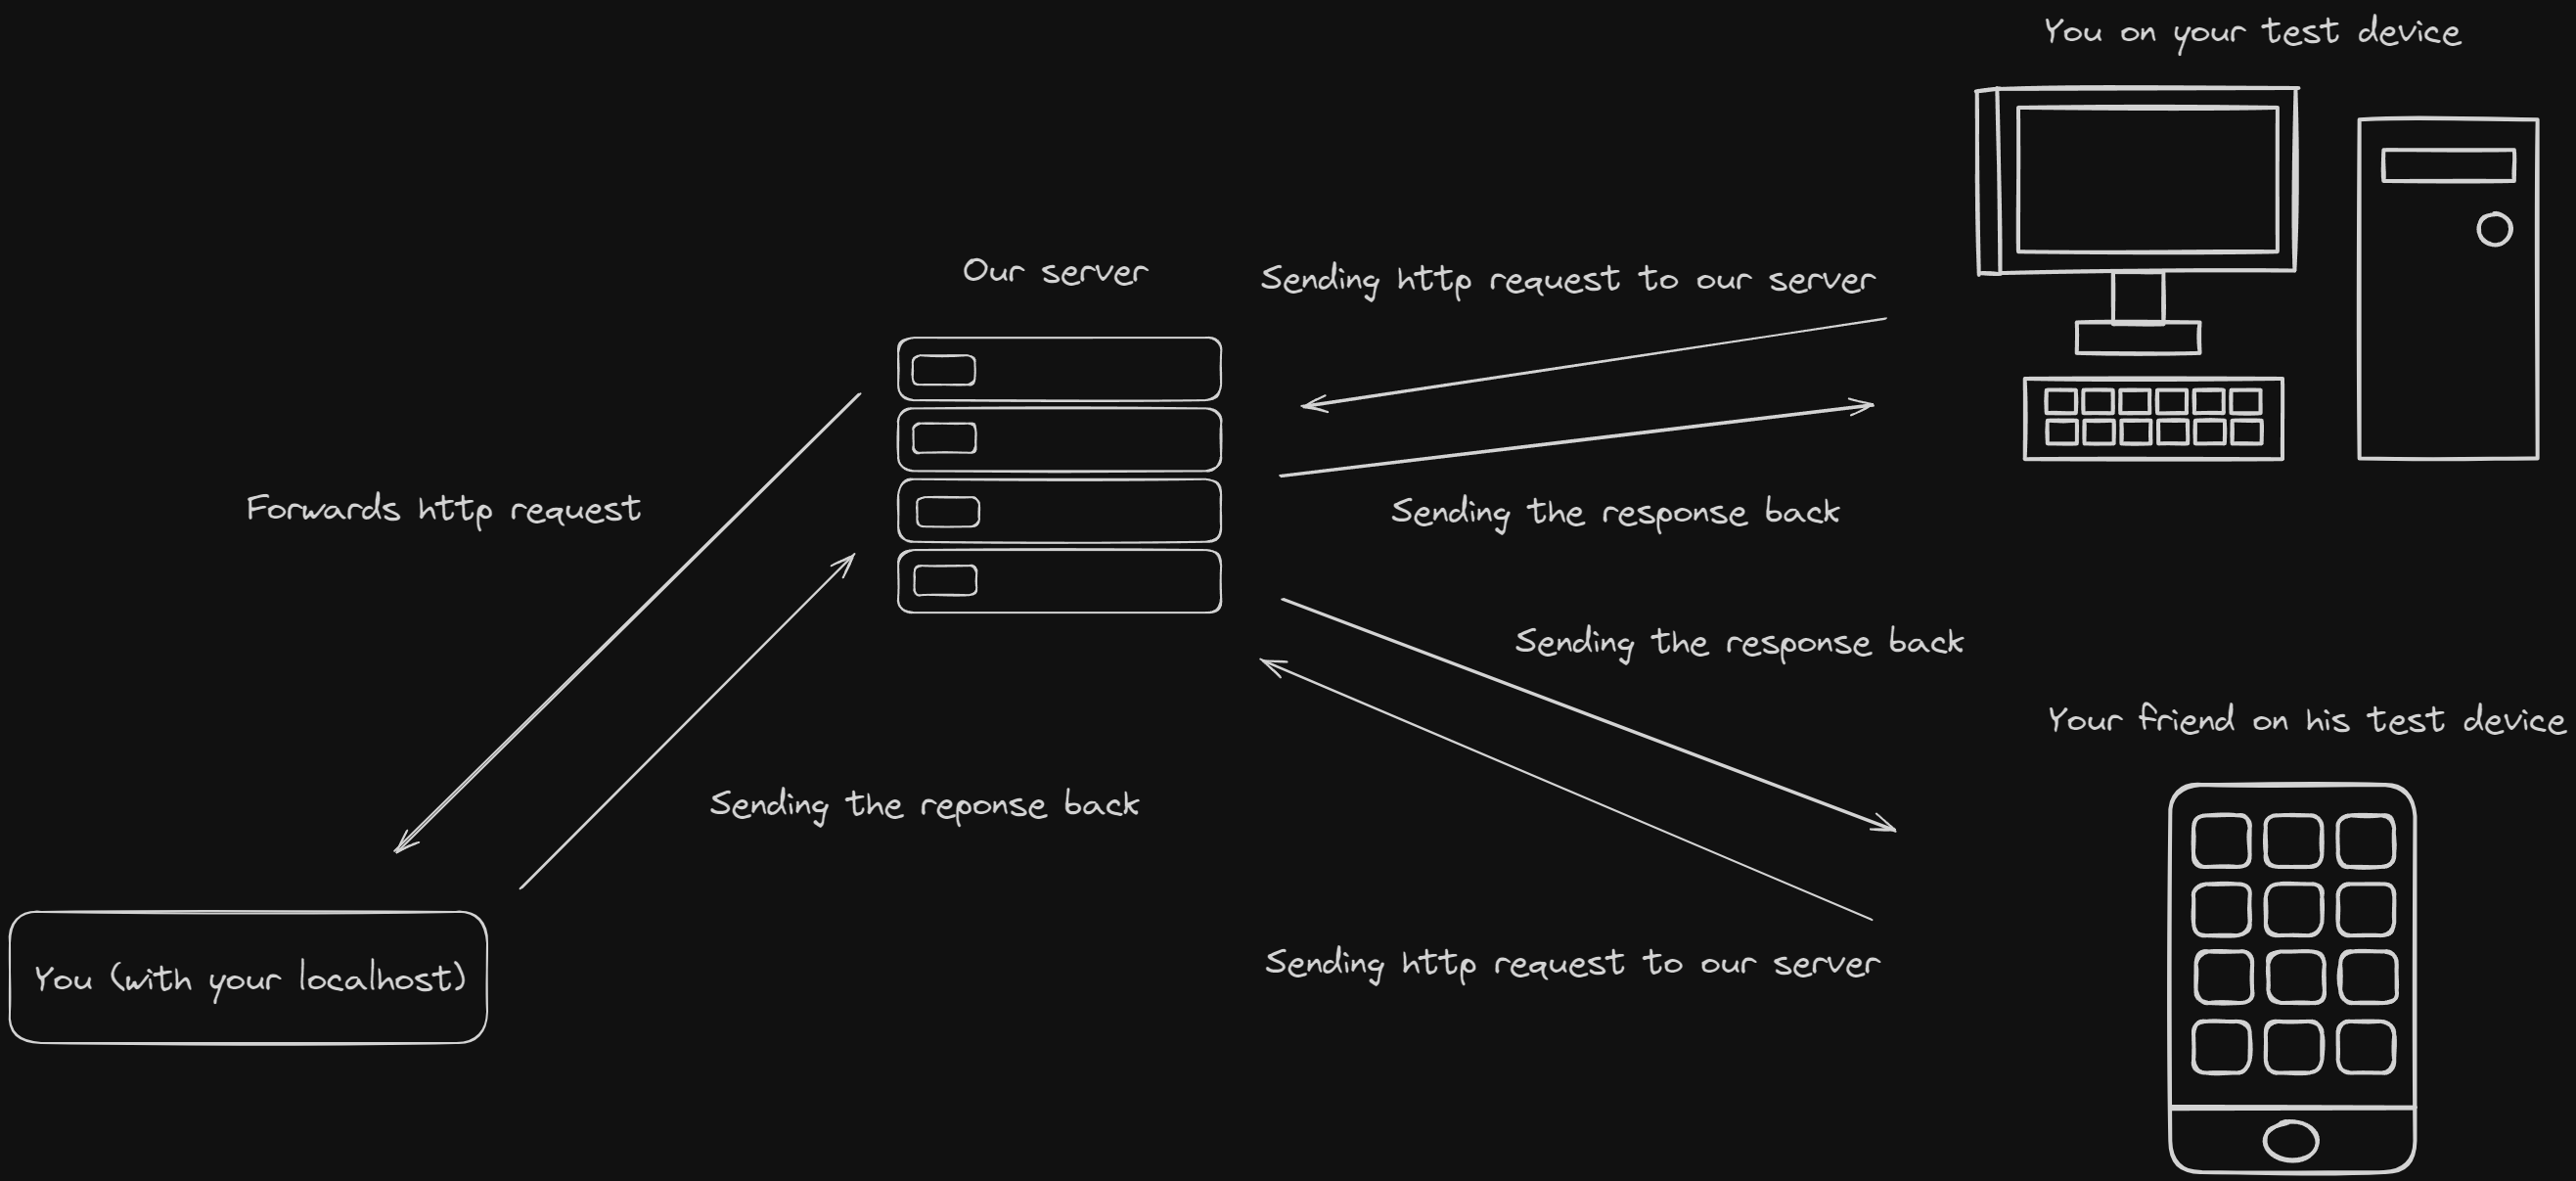 You on your test device
Our server
Sending http request to our server
Forwards http request
Sending the response back
Sending the response back
Your friend on his test device
Sending the reponse back
Sending http request to our server
You (with your localhost)